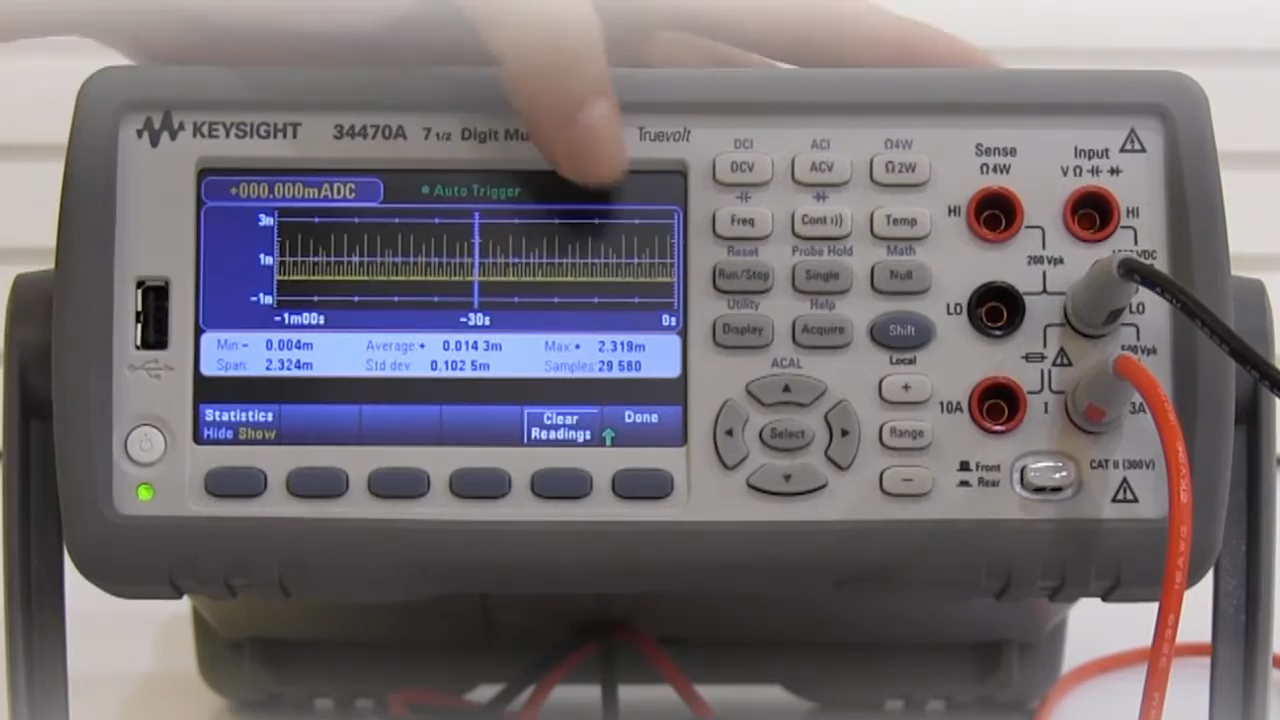 KEYSIGHT 34470A 7 1/2 Digit Truevolt
+000.000mADC
Auto Trigger
3m
1m
−1m
−1m00s −30s 0s
Min:− 0.004m Average:+ 0.014 3m Max:+ 2.319m
Span: 2.324m Std dev: 0.102 5m Samples:29 580
Statistics
Hide Show
Clear
Readings
Done
DCI ACI Ω4W
DCV ACV Ω2W
Freq Cont Temp
Reset Probe Hold Math
Run/Stop Single Null
Utility Help
Display Acquire Shift
Local
ACAL
+
Select
Range
−
Sense
Ω4W
Input
V Ω
HI
HI
200 Vpk
LO
LO
500 Vpk
10A
I
3A
Front
Rear
CAT II (300V)